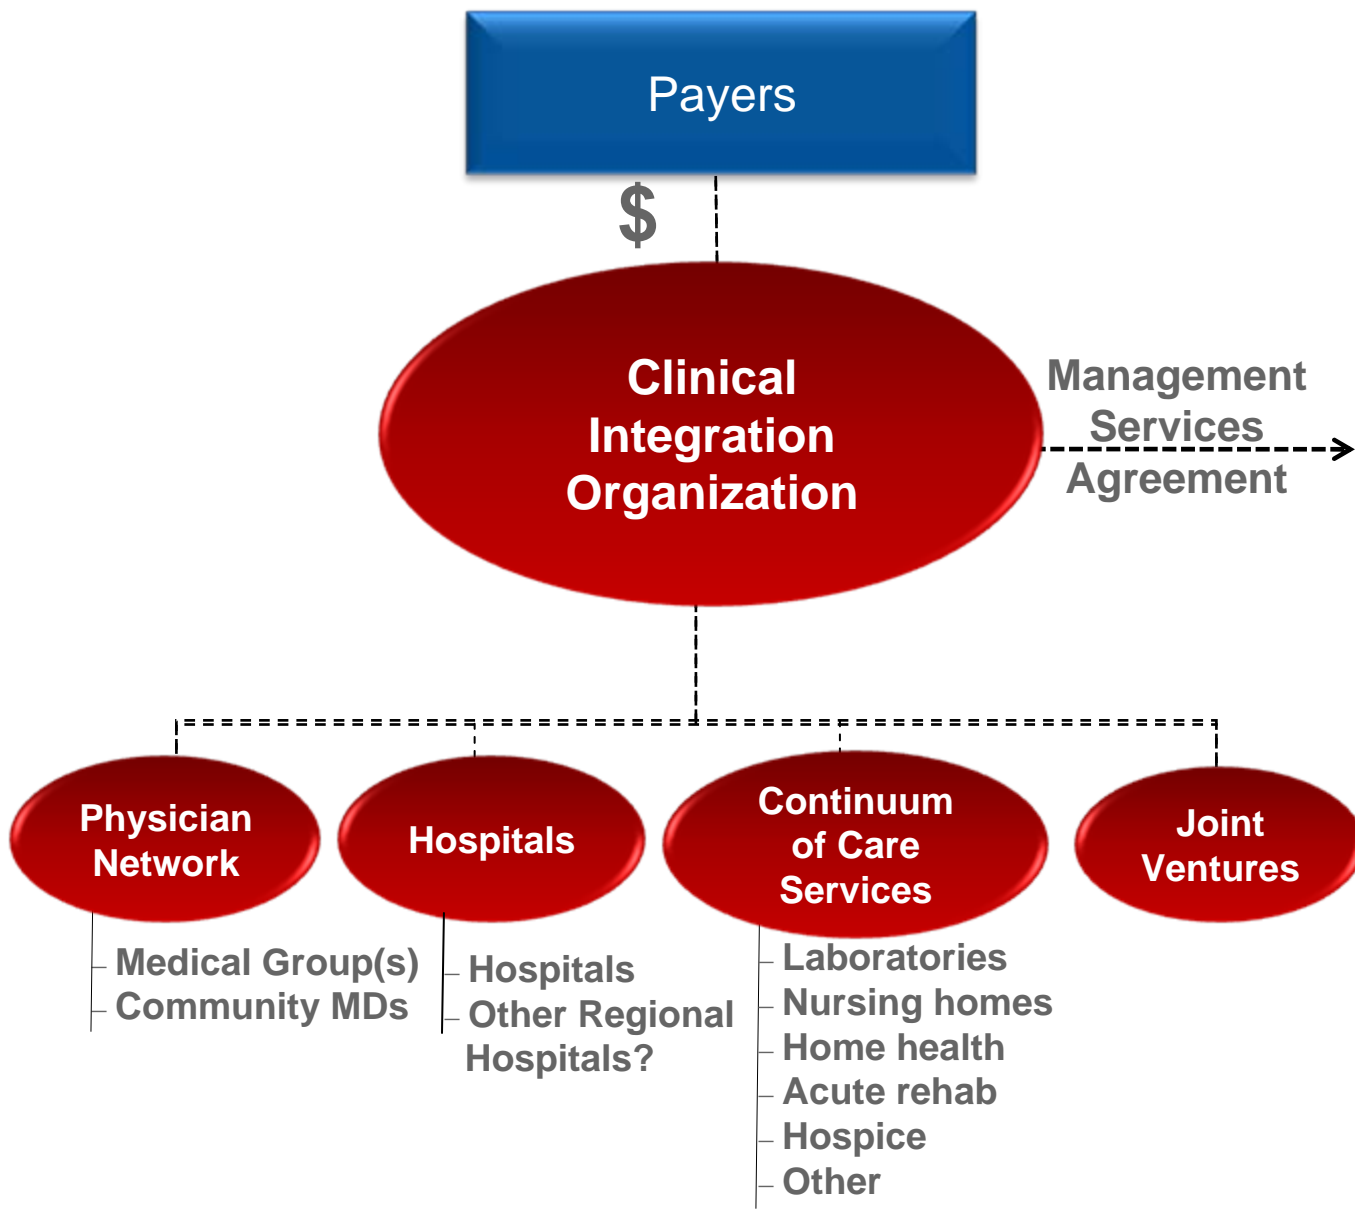 Payers
$
Clinical
Integration
Organization
Management
Services
Agreement
Physician
Network
Hospitals
Continuum
of Care
Services
Joint
Ventures
– Medical Group(s)
– Community MDs
– Hospitals
– Other Regional
Hospitals?
– Laboratories
– Nursing homes
– Home health
– Acute rehab
– Hospice
– Other